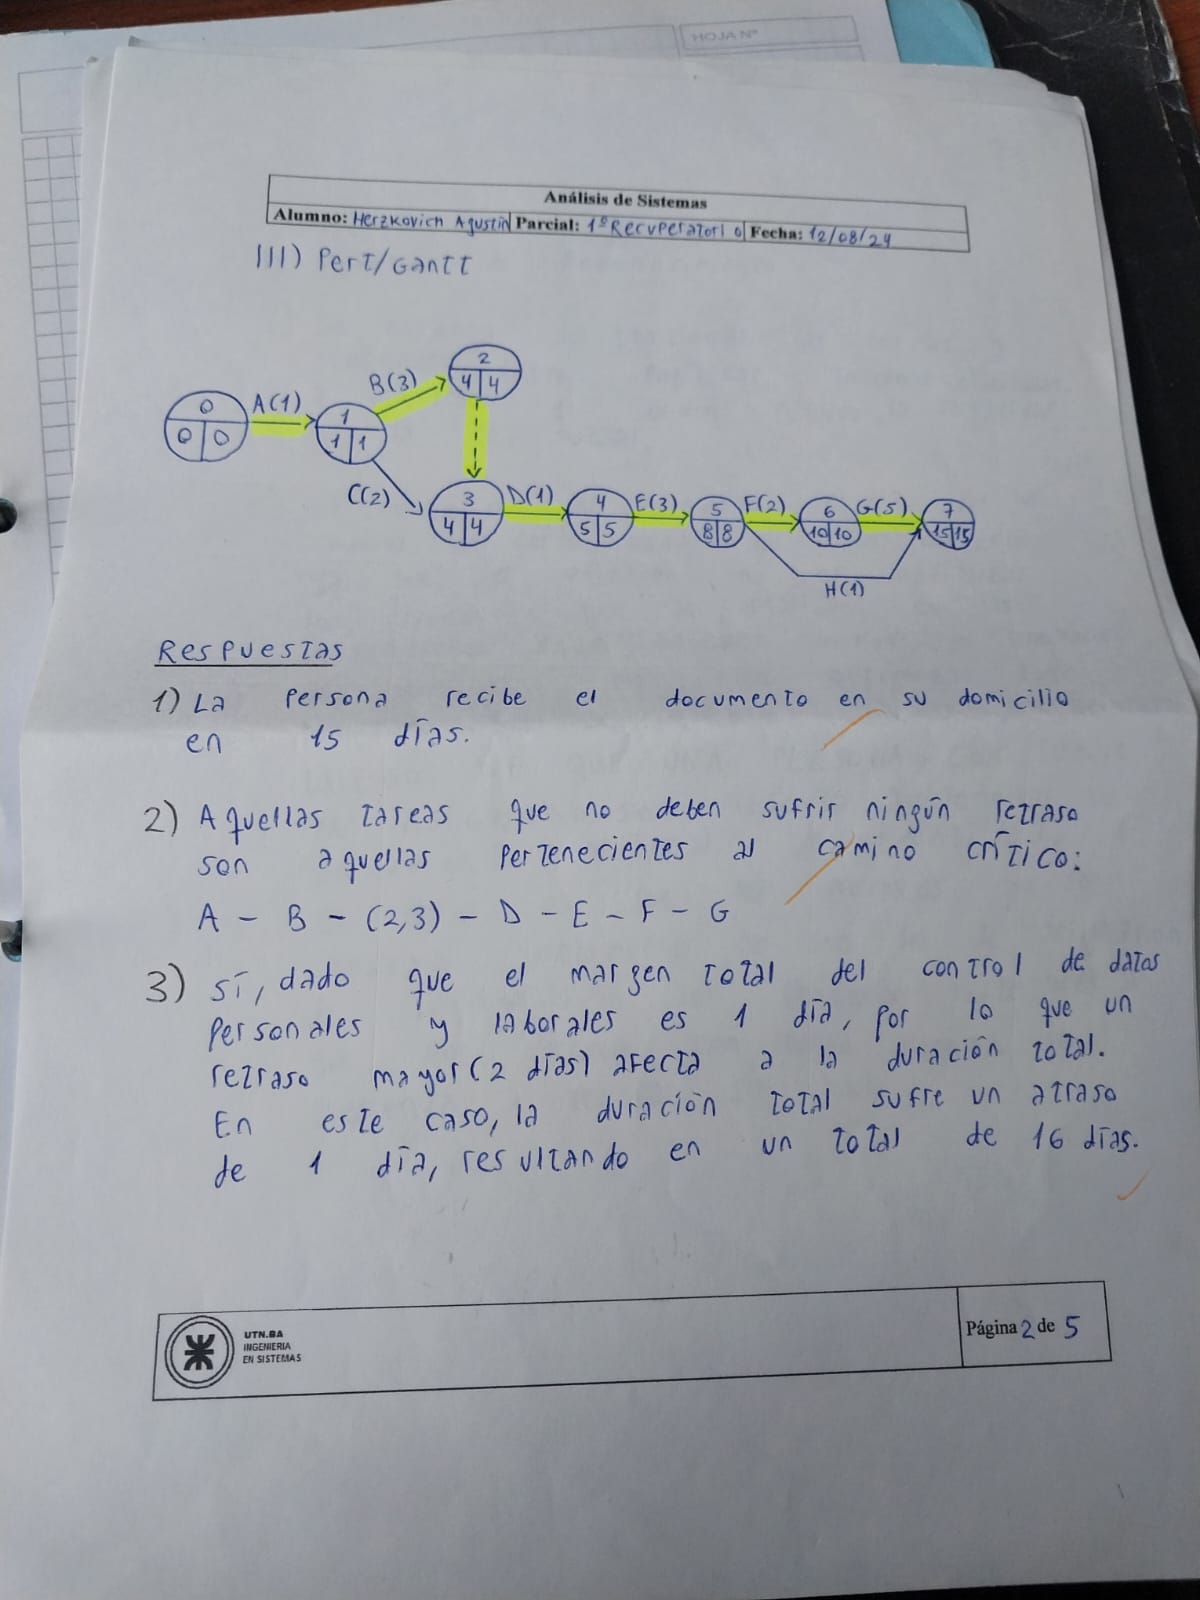 HOJA Nº
Análisis de Sistemas
Alumno: Herzkovich Agustín Parcial: 1º Recuperatorio Fecha: 12/08/24
III) Pert/Gantt
2
B(3)
4 4
0
A(1)
1
0 0
1 1
C(2)
3
D(1)
4
E(3)
5
F(2)
6
G(5)
7
4 4
5 5
8 8
10 10
15 15
H(1)
Respuestas
1) La persona recibe el documento en su domicilio
en 15 días.
2) Aquellas tareas que no deben sufrir ningún retraso
son aquellas pertenecientes al camino crítico:
A - B - (2,3) - D - E - F - G
3) Sí, dado que el margen total del control de datos
personales y laborales es 1 día, por lo que un
retraso mayor (2 días) afecta a la duración total.
En este caso, la duración total sufre un atraso
de 1 día, resultando en un total de 16 días.
UTN.BA
INGENIERIA
EN SISTEMAS
Página 2 de 5